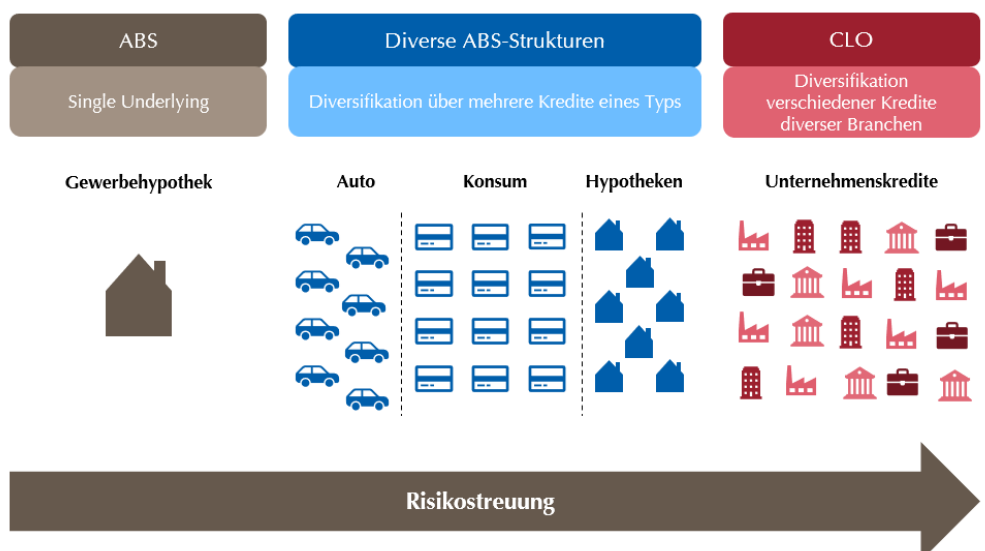 ABS
Single Underlying
Diverse ABS-Strukturen
Diversifikation über mehrere Kredite eines Typs
CLO
Diversifikation
verschiedener Kredite
diverser Branchen
Gewerbehypothek
Auto
Konsum
Hypotheken
Unternehmenskredite
Risikostreuung